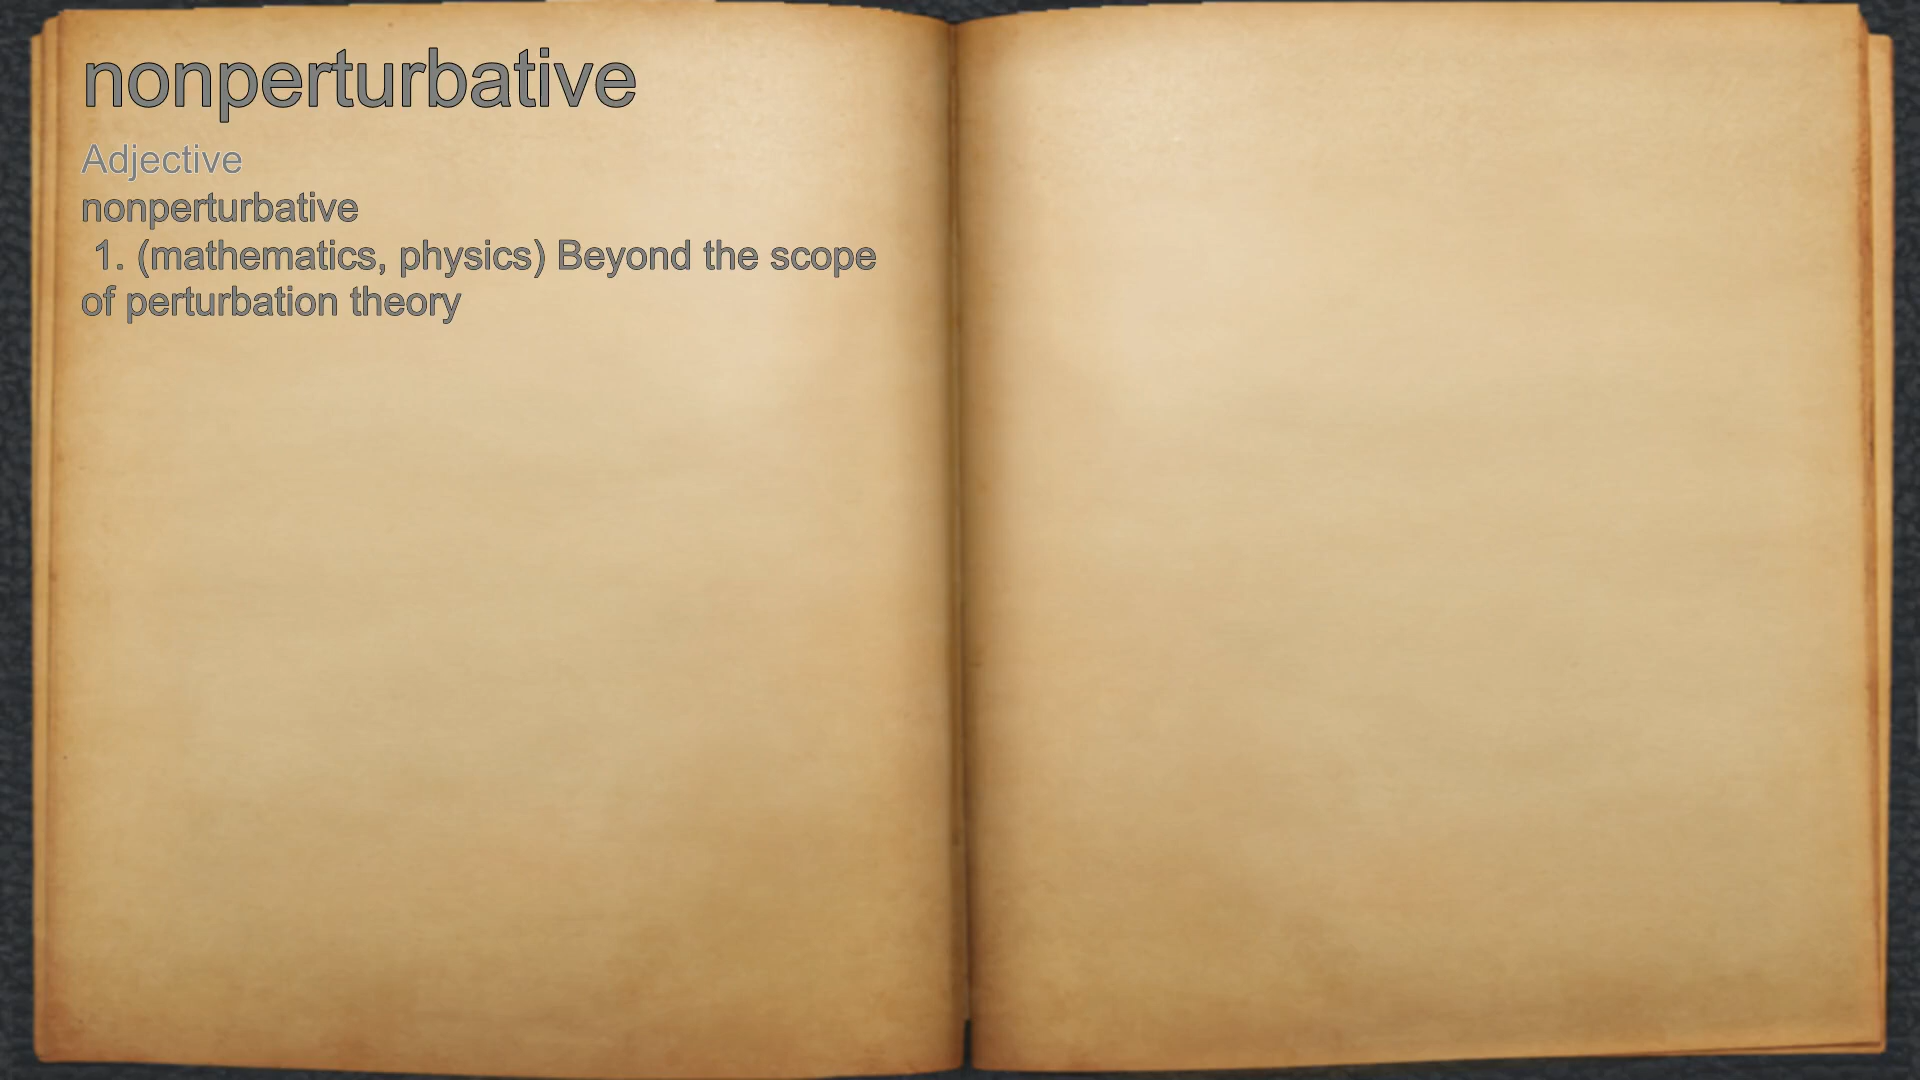 nonperturbative
Adjective
nonperturbative
1. (mathematics, physics) Beyond the scope
of perturbation theory